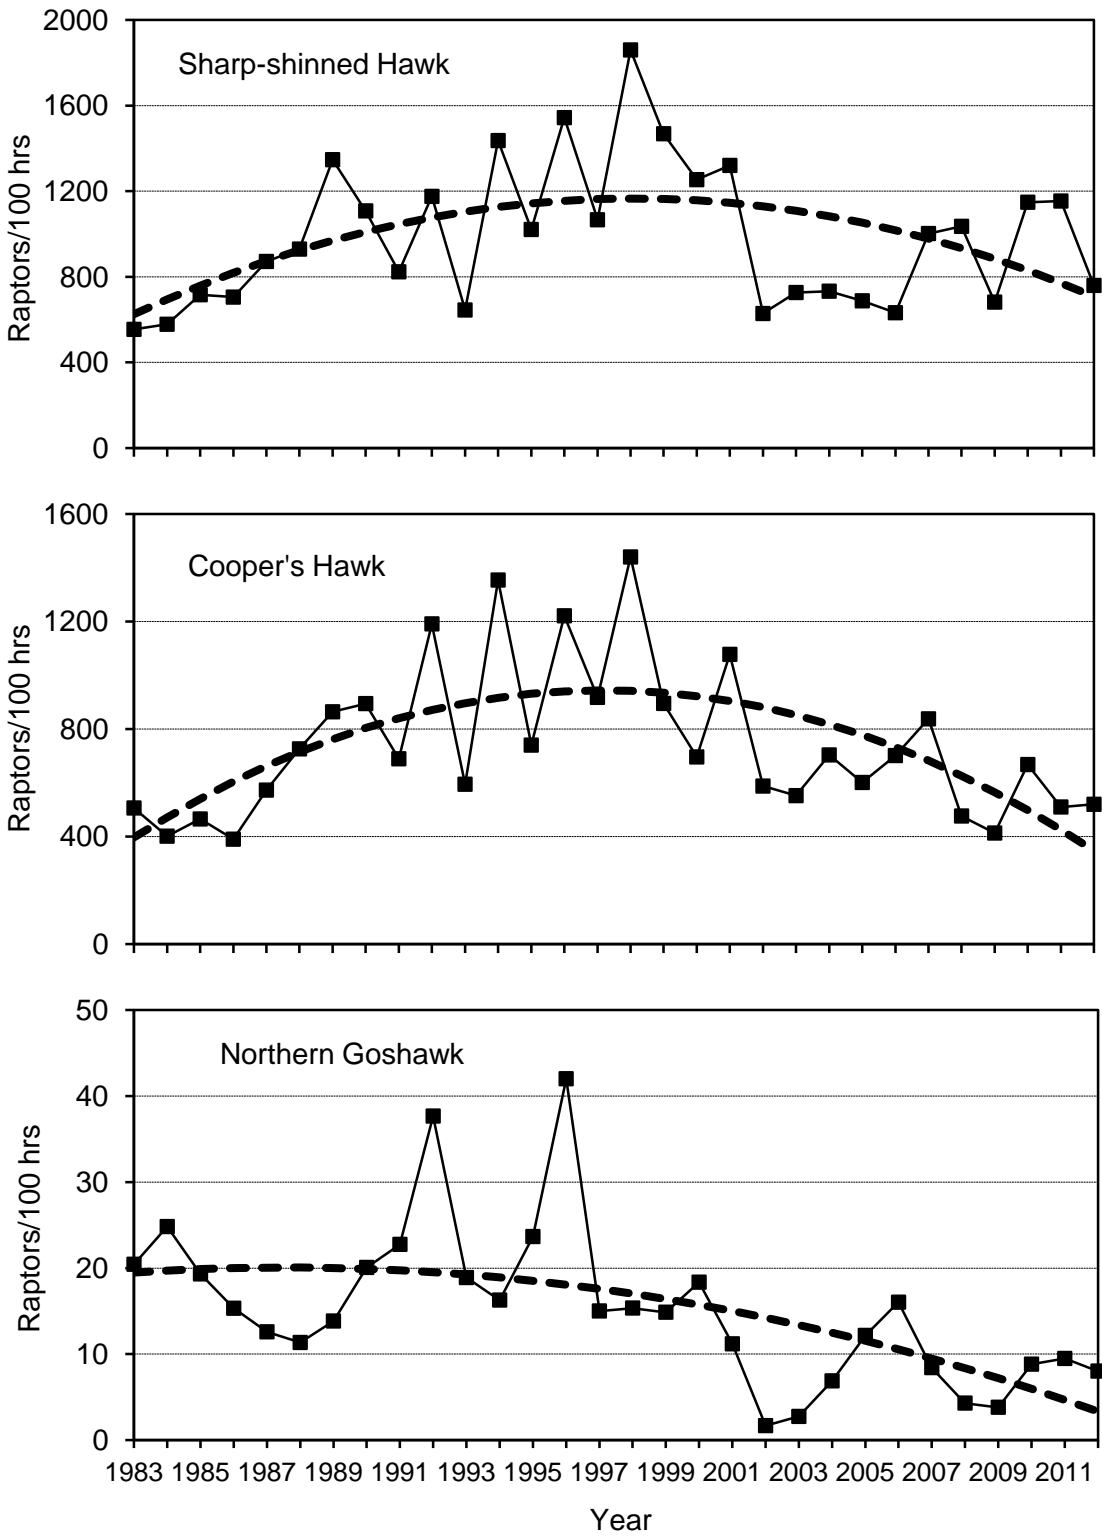 2000
Sharp-shinned Hawk
1600
1200
800
400
0
Raptors/100 hrs
1600
Cooper's Hawk
1200
800
400
0
Raptors/100 hrs
50
Northern Goshawk
40
30
20
10
0
Raptors/100 hrs
1983 1985 1987 1989 1991 1993 1995 1997 1999 2001 2003 2005 2007 2009 2011
Year